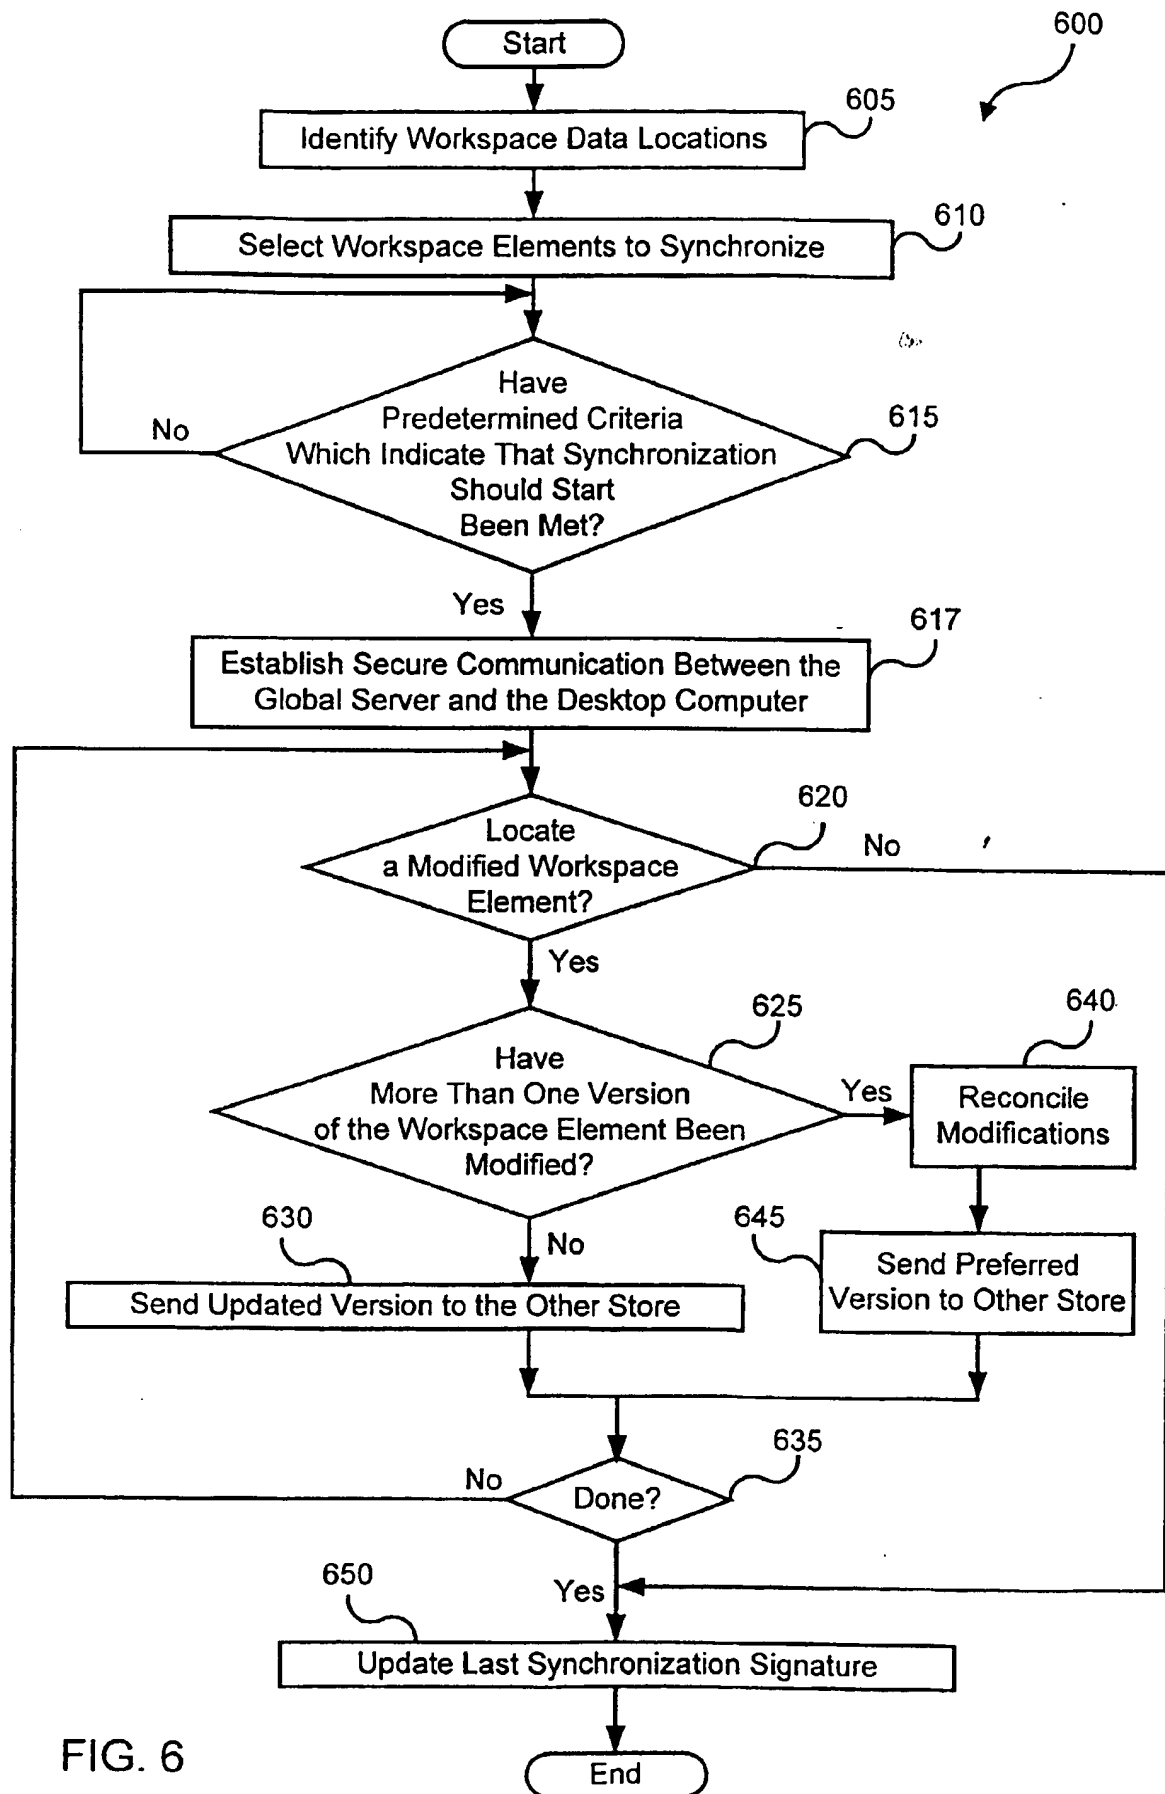 Start
600
605
Identify Workspace Data Locations
610
Select Workspace Elements to Synchronize
Have
Predetermined Criteria
Which Indicate That Synchronization
Should Start
Been Met?
No
615
Yes
617
Establish Secure Communication Between the
Global Server and the Desktop Computer
620
Locate
a Modified Workspace
Element?
No
Yes
625
640
Have
More Than One Version
of the Workspace Element Been
Modified?
Yes
Reconcile
Modifications
630
No
645
Send Updated Version to the Other Store
Send Preferred
Version to Other Store
635
No
Done?
650
Yes
Update Last Synchronization Signature
FIG. 6
End